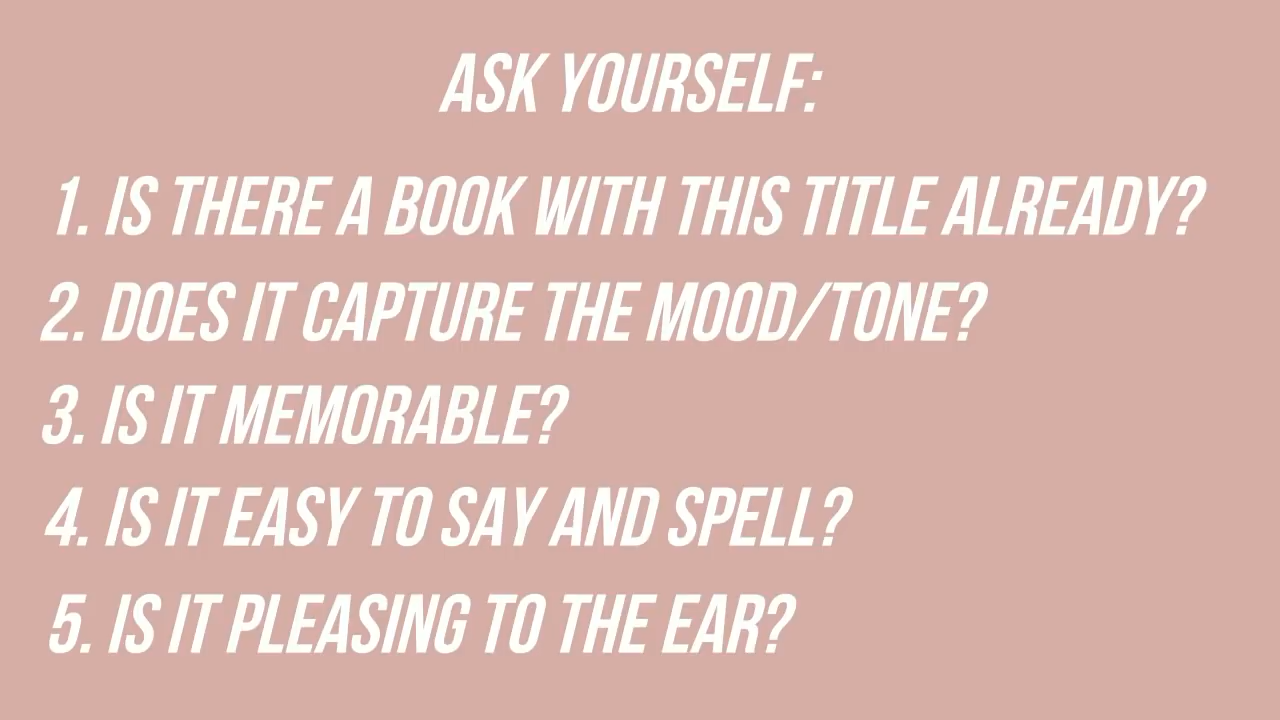 ASK YOURSELF:
1. IS THERE A BOOK WITH THIS TITLE ALREADY?
2. DOES IT CAPTURE THE MOOD/TONE?
3. IS IT MEMORABLE?
4. IS IT EASY TO SAY AND SPELL?
5. IS IT PLEASING TO THE EAR?